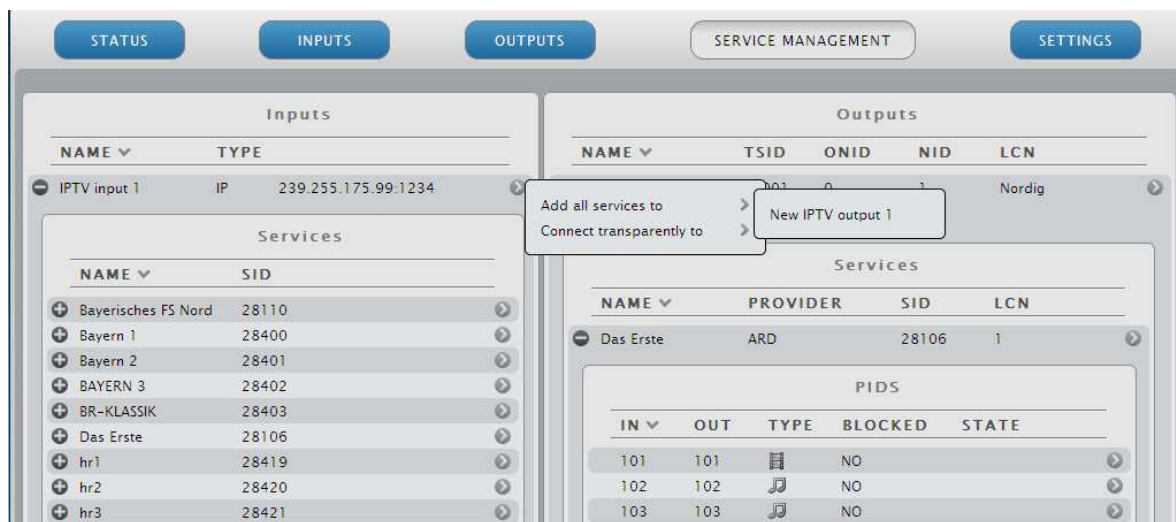 STATUS INPUTS OUTPUTS SERVICE MANAGEMENT SETTINGS
Inputs
NAME TYPE
IPTV input 1 IP 239.255.175.99:1234
Services
NAME SID
Bayerisches FS Nord 28110
Bayern 1 28400
Bayern 2 28401
BAYERN 3 28402
BR-KLASSIK 28403
Das Erste 28106
hr1 28419
hr2 28420
hr3 28421
Add all services to
Connect transparently to
New IPTV output 1
Outputs
NAME TSID ONID NID LCN
Nordig
Services
NAME PROVIDER SID LCN
Das Erste ARD 28106 1
PIDS
IN OUT TYPE BLOCKED STATE
101 101 NO
102 102 NO
103 103 NO